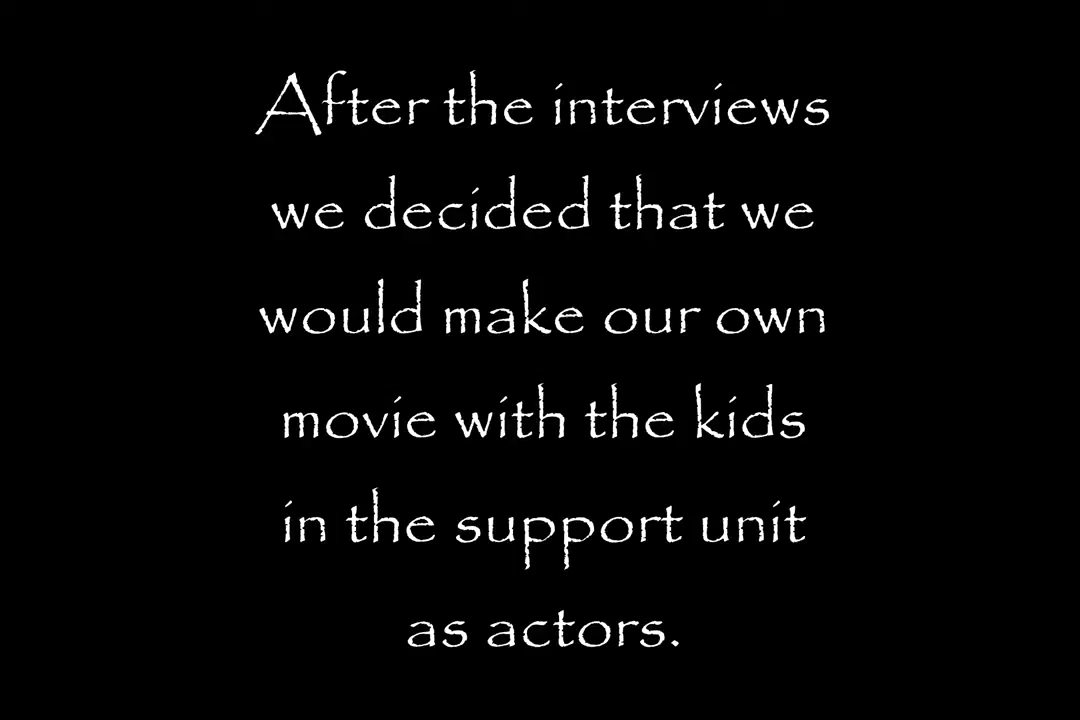 After the interviews
we decided that we
would make our own
movie with the kids
in the support unit
as actors.